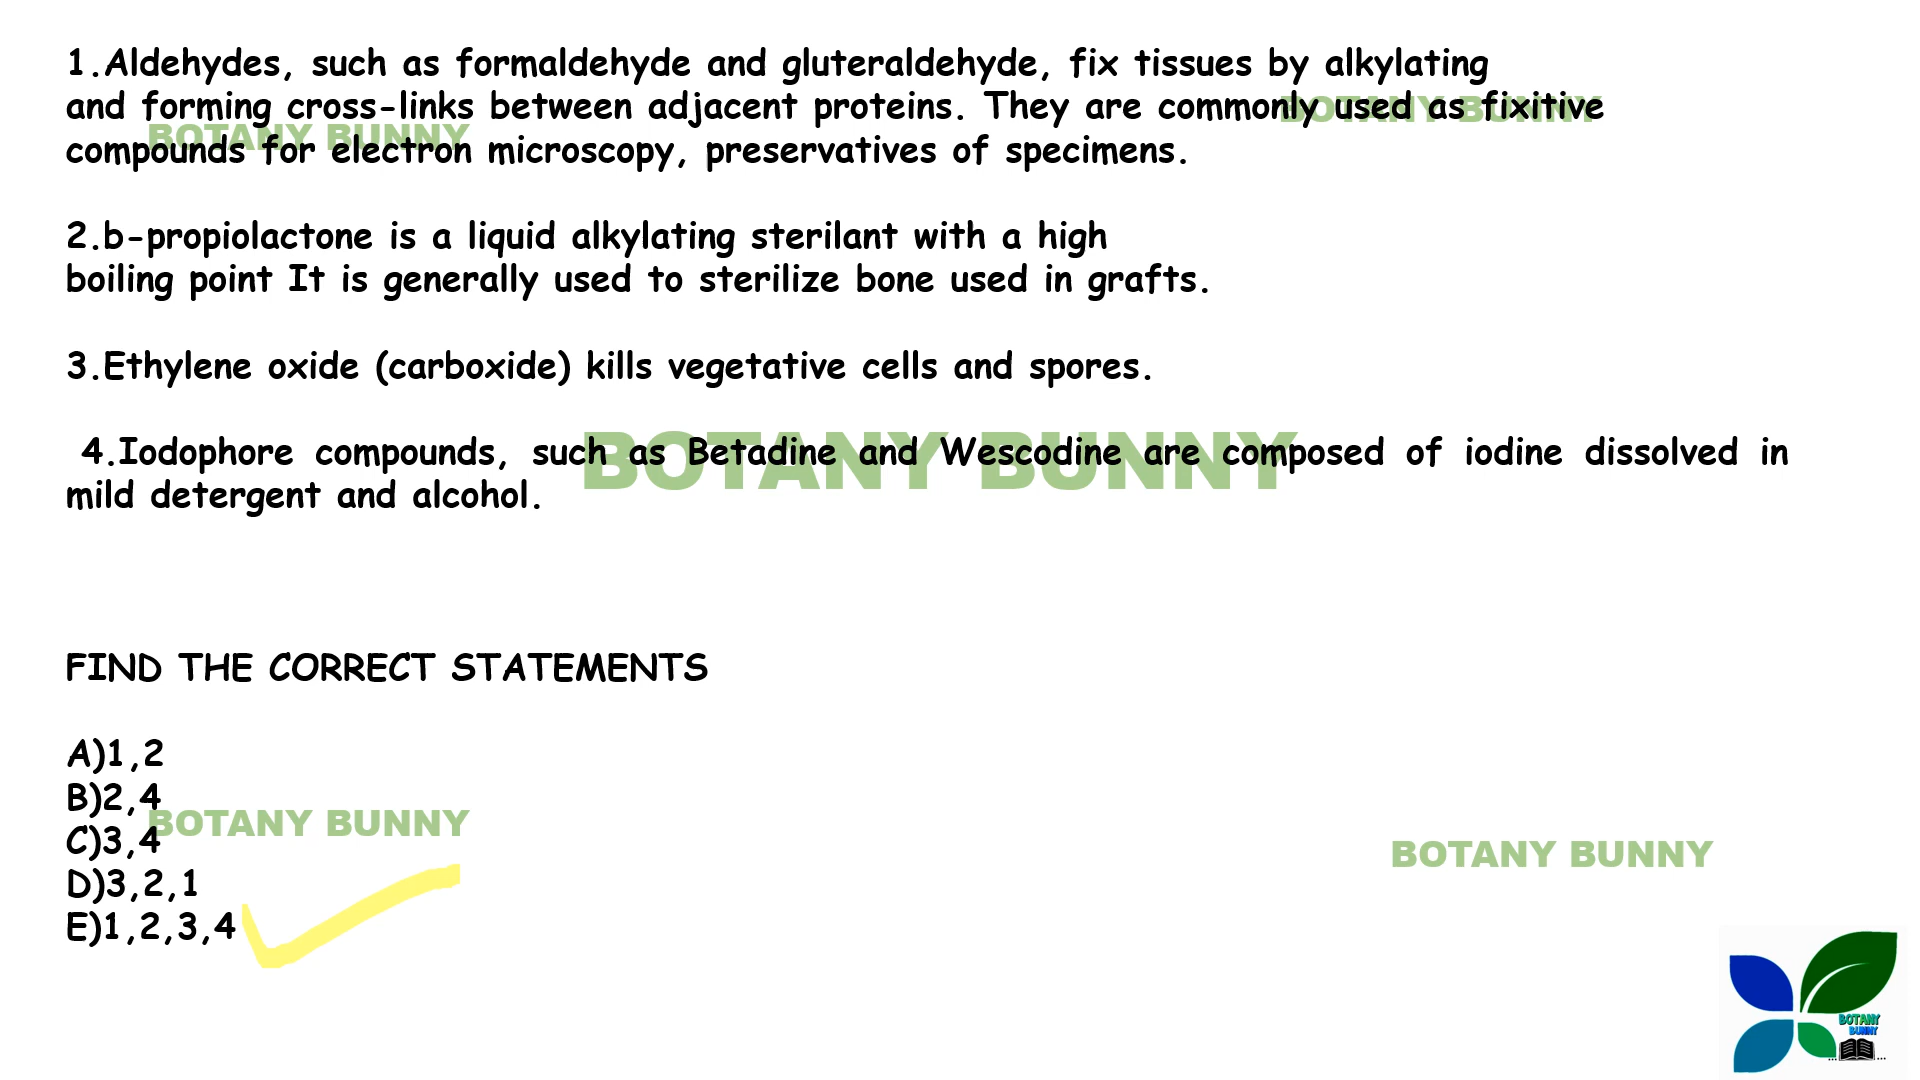 1.Aldehydes, such as formaldehyde and gluteraldehyde, fix tissues by alkylating
and forming cross-links between adjacent proteins. They are commonly used as fixitive
compounds for electron microscopy, preservatives of specimens.
BOTANY BUNNY
BOTANY BUNNY
2.b-propiolactone is a liquid alkylating sterilant with a high
boiling point It is generally used to sterilize bone used in grafts.
3.Ethylene oxide (carboxide) kills vegetative cells and spores.
4.Iodophore compounds, such as Betadine and Wescodine are composed of iodine dissolved in
mild detergent and alcohol.
BOTANY BUNNY
FIND THE CORRECT STATEMENTS
A)1,2
B)2,4
C)3,4
D)3,2,1
E)1,2,3,4
BOTANY BUNNY
BOTANY BUNNY
BOTANY
BUNNY